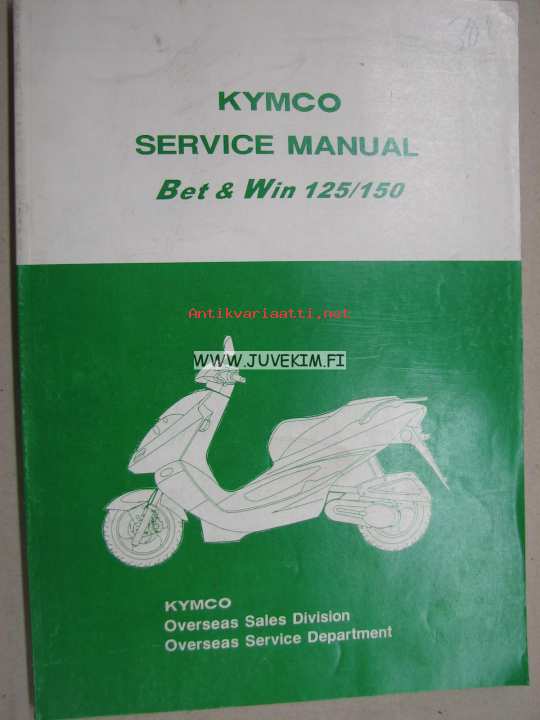 KYMCO
SERVICE MANUAL
Bet & Win 125/150
Antikvariaatti.net
WWW.JUVEKIM.FI
KYMCO
Overseas Sales Division
Overseas Service Department